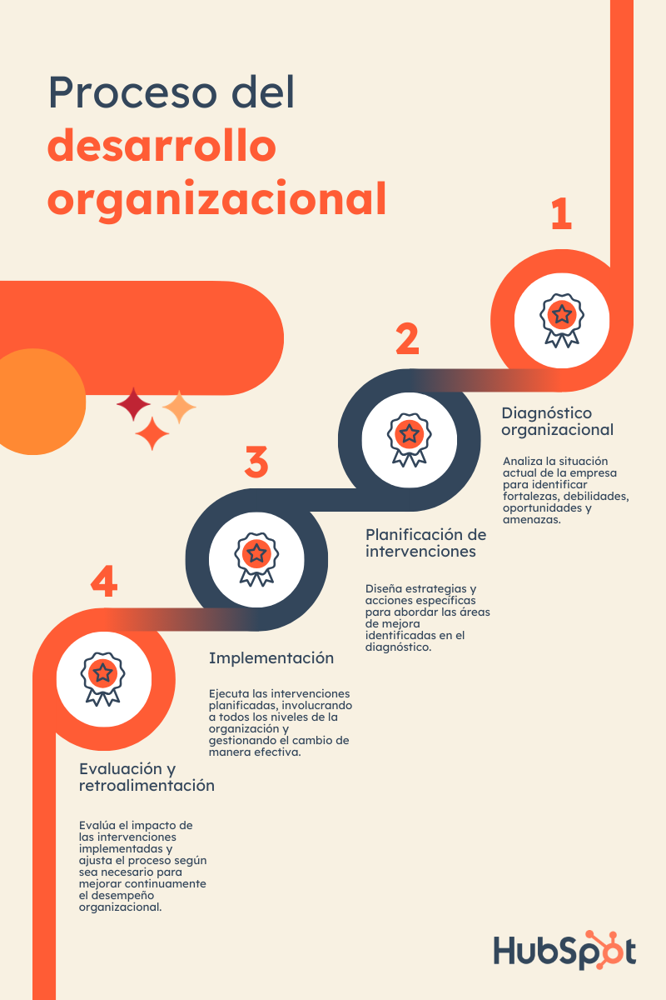 Proceso del
desarrollo
organizacional
1
Diagnóstico
organizacional
Analiza la situación
actual de la empresa
para identificar
fortalezas, debilidades,
oportunidades y
amenazas.
2
Planificación de
intervenciones
Diseña estrategias y
acciones específicas
para abordar las áreas
de mejora
identificadas en el
diagnóstico.
3
Implementación
Ejecuta las intervenciones
planificadas, involucrando
a todos los niveles de la
organización y
gestionando el cambio de
manera efectiva.
4
Evaluación y
retroalimentación
Evalúa el impacto de
las intervenciones
implementadas y
ajusta el proceso según
sea necesario para
mejorar continuamente
el desempeño
organizacional.
HubSpot